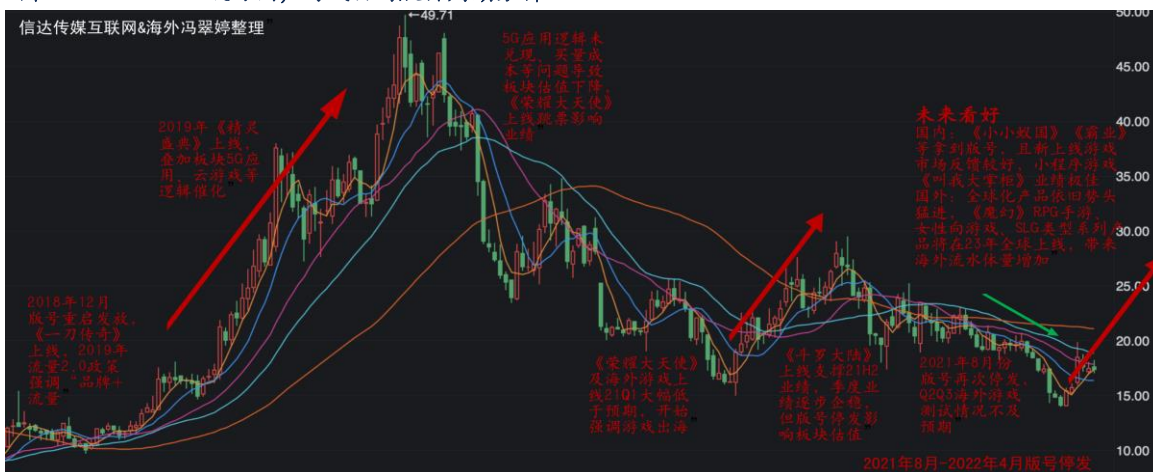 信达传媒互联网&海外冯翠婷整理
←49.71
50.00
45.00
40.00
35.00
30.00
25.00
20.00
15.00
10.00
2018年12月
版号重启发放，
《一刀传奇》
上线，2019年
流量2.0政策
强调“品牌+
流量”
2019年《精灵
盛典》上线，
叠加板块5G应
用、云游戏等
逻辑催化
5G应用逻辑未
兑现，买量成
本等问题导致
板块估值下降，
《荣耀大天使》
上线跳票影响
业绩
《荣耀大天使》
及海外游戏上
线21Q1大幅低
于预期，开始
强调游戏出海
《斗罗大陆》
上线支撑21H2
业绩，季度业
绩逐步企稳，
但版号停发影
响板块估值
2021年8月份
版号再次停发，
Q2Q3海外游戏
测试情况不及
预期
未来看好
国内：《小小蚁国》《霸业》
等拿到版号，且新上线游戏
市场反馈较好，小程序游戏
《叫我大掌柜》业绩极佳
国外：全球化产品依旧势头
猛进，《魔幻》RPG手游、
女性向游戏、SLG类型系列产
品将在23年全球上线，带来
海外流水体量增加
2021年8月-2022年4月版号停发